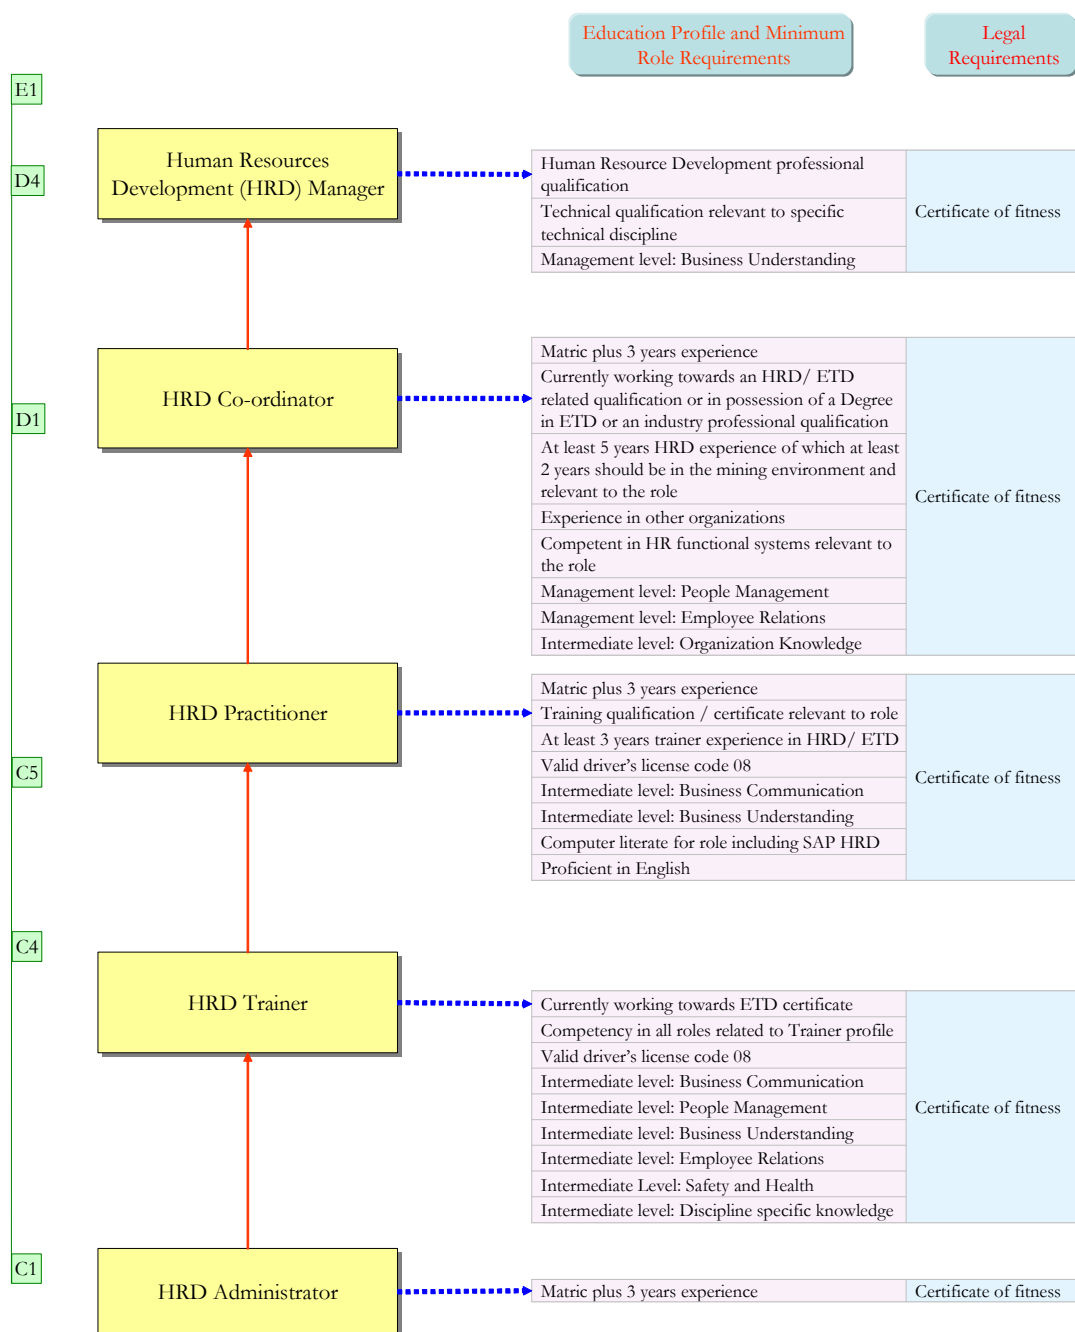 Education Profile and Minimum
Role Requirements
Legal
Requirements
E1
D4
Human Resources
Development (HRD) Manager
Human Resource Development professional
qualification
Technical qualification relevant to specific
technical discipline
Management level: Business Understanding
Certificate of fitness
D1
HRD Co-ordinator
Matric plus 3 years experience
Currently working towards an HRD/ ETD
related qualification or in possession of a Degree
in ETD or an industry professional qualification
At least 5 years HRD experience of which at least
2 years should be in the mining environment and
relevant to the role
Experience in other organizations
Competent in HR functional systems relevant to
the role
Management level: People Management
Management level: Employee Relations
Intermediate level: Organization Knowledge
Certificate of fitness
C5
HRD Practitioner
Matric plus 3 years experience
Training qualification / certificate relevant to role
At least 3 years trainer experience in HRD/ ETD
Valid driver's license code 08
Intermediate level: Business Communication
Intermediate level: Business Understanding
Computer literate for role including SAP HRD
Proficient in English
Certificate of fitness
C4
HRD Trainer
Currently working towards ETD certificate
Competency in all roles related to Trainer profile
Valid driver's license code 08
Intermediate level: Business Communication
Intermediate level: People Management
Intermediate level: Business Understanding
Intermediate level: Employee Relations
Intermediate Level: Safety and Health
Intermediate level: Discipline specific knowledge
Certificate of fitness
C1
HRD Administrator
Matric plus 3 years experience
Certificate of fitness